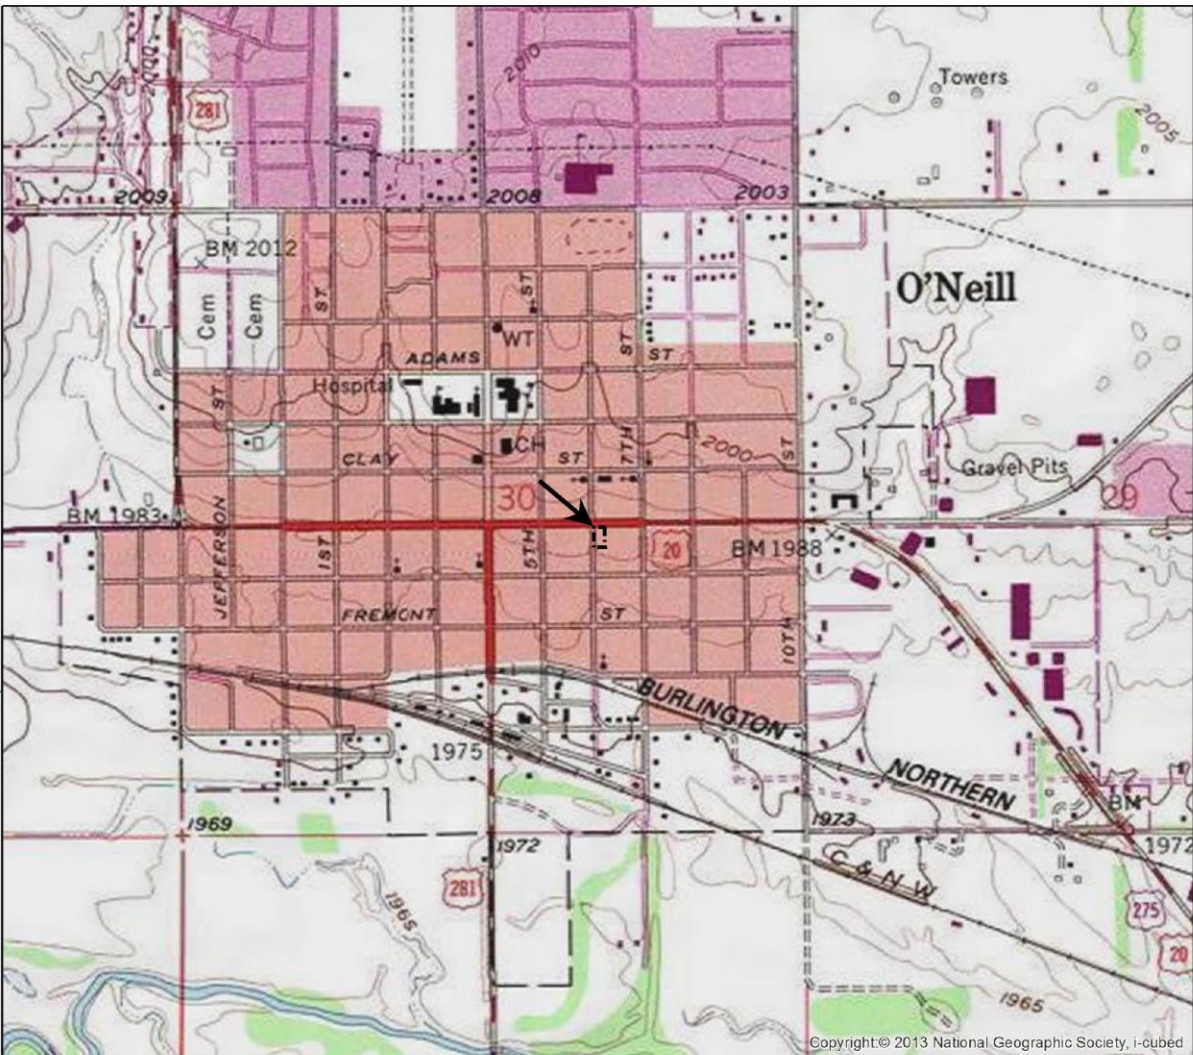 2000
2010
Towers
281
2005
2009
2008
2003
BM 2012
O'Neill
Cem
Cem
ST
ST
WT
ST
ADAMS
ST
Hospital
ST
CH
7TH
2000
ST
CLAY
ST
Gravel Pits
30
29
BM 1983
JEFFERSON
1ST
5TH
20
BM 1988
FREMONT
ST
10TH
BURLINGTON
1975
NORTHERN
BM
1969
1973
1972
1972
C & N W
281
1965
275
20
1965
Copyright:© 2013 National Geographic Society, i-cubed